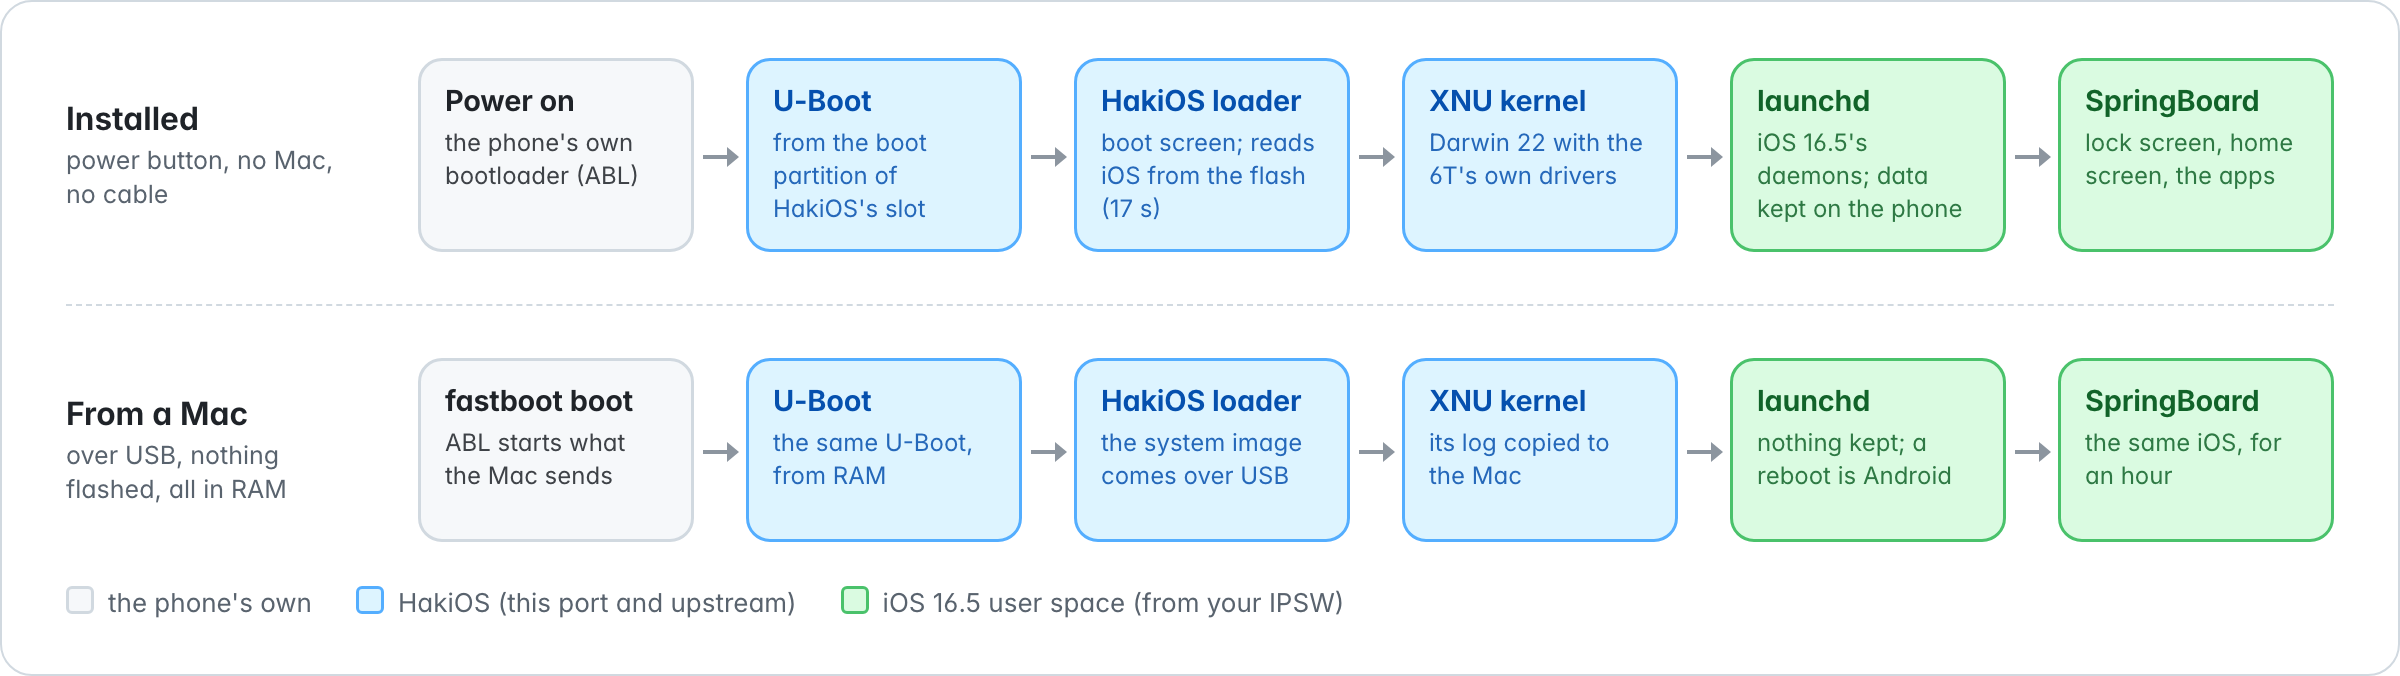 Installed
power button, no Mac,
no cable
Power on
the phone's own
bootloader (ABL)
U-Boot
from the boot
partition of
HakiOS's slot
HakiOS loader
boot screen; reads
iOS from the flash
(17 s)
XNU kernel
Darwin 22 with the
6T's own drivers
launchd
iOS 16.5's
daemons; data
kept on the phone
SpringBoard
lock screen, home
screen, the apps
From a Mac
over USB, nothing
flashed, all in RAM
fastboot boot
ABL starts what
the Mac sends
U-Boot
the same U-Boot,
from RAM
HakiOS loader
the system image
comes over USB
XNU kernel
its log copied to
the Mac
launchd
nothing kept; a
reboot is Android
SpringBoard
the same iOS, for
an hour
the phone's own
HakiOS (this port and upstream)
iOS 16.5 user space (from your IPSW)